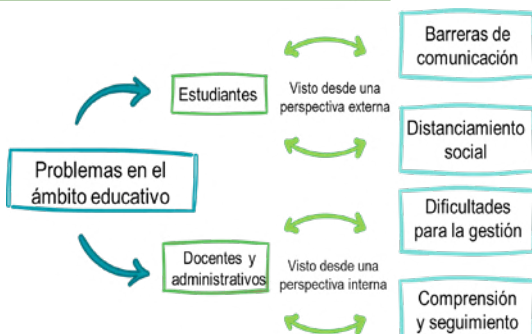 Problemas en el
ámbito educativo
Estudiantes
Visto desde una
perspectiva externa
Barreras de
comunicación
Distanciamiento
social
Docentes y
administrativos
Visto desde una
perspectiva interna
Dificultades
para la gestión
Comprensión
y seguimiento